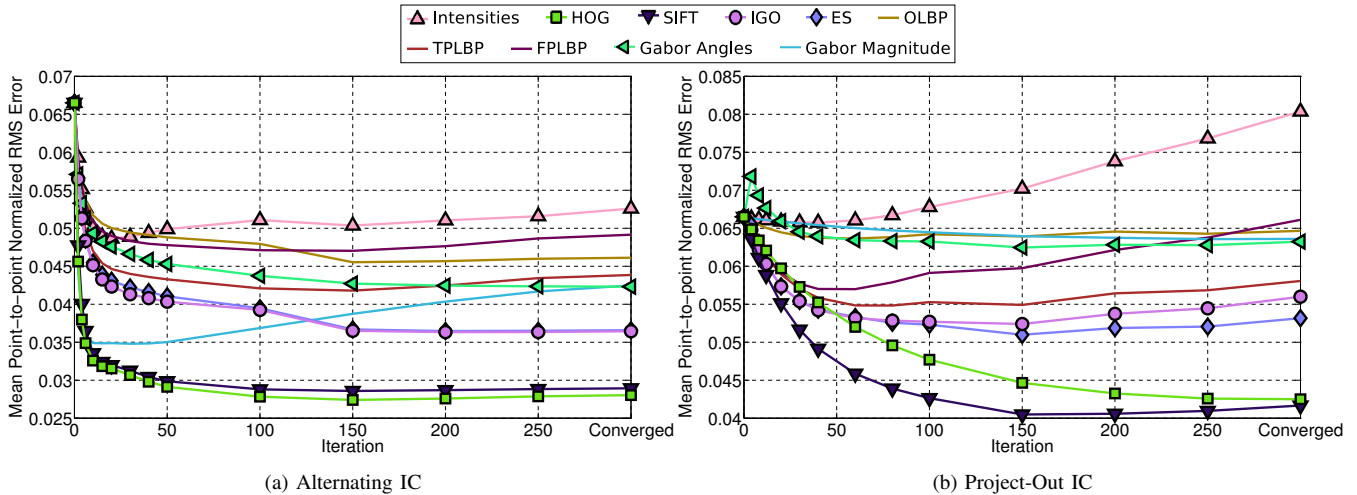 Intensities HOG SIFT IGO ES OLBP
TPLBP FPLBP Gabor Angles Gabor Magnitude
Mean Point-to-point Normalized RMS Error
0.07
0.065
0.06
0.055
0.05
0.045
0.04
0.035
0.03
0.025
0 50 100 150 200 250 Converged
Iteration
(a) Alternating IC
Mean Point-to-point Normalized RMS Error
0.085
0.08
0.075
0.07
0.065
0.06
0.055
0.05
0.045
0.04
0 50 100 150 200 250 Converged
Iteration
(b) Project-Out IC